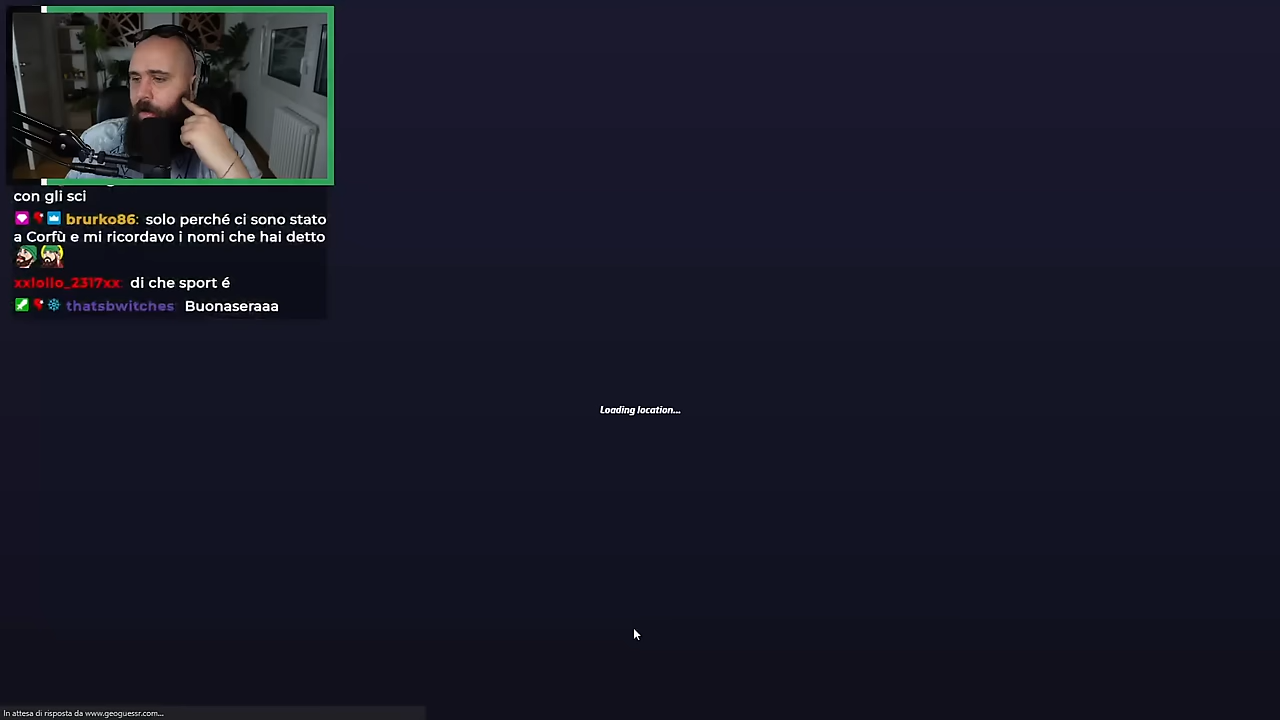 con gli sci
brurko86: solo perché ci sono stato
a Corfù e mi ricordavo i nomi che hai detto
xxlollo_2317xx: di che sport é
thatsbwitches: Buonaseraaa
Loading location...
In attesa di risposta da www.geoguessr.com...